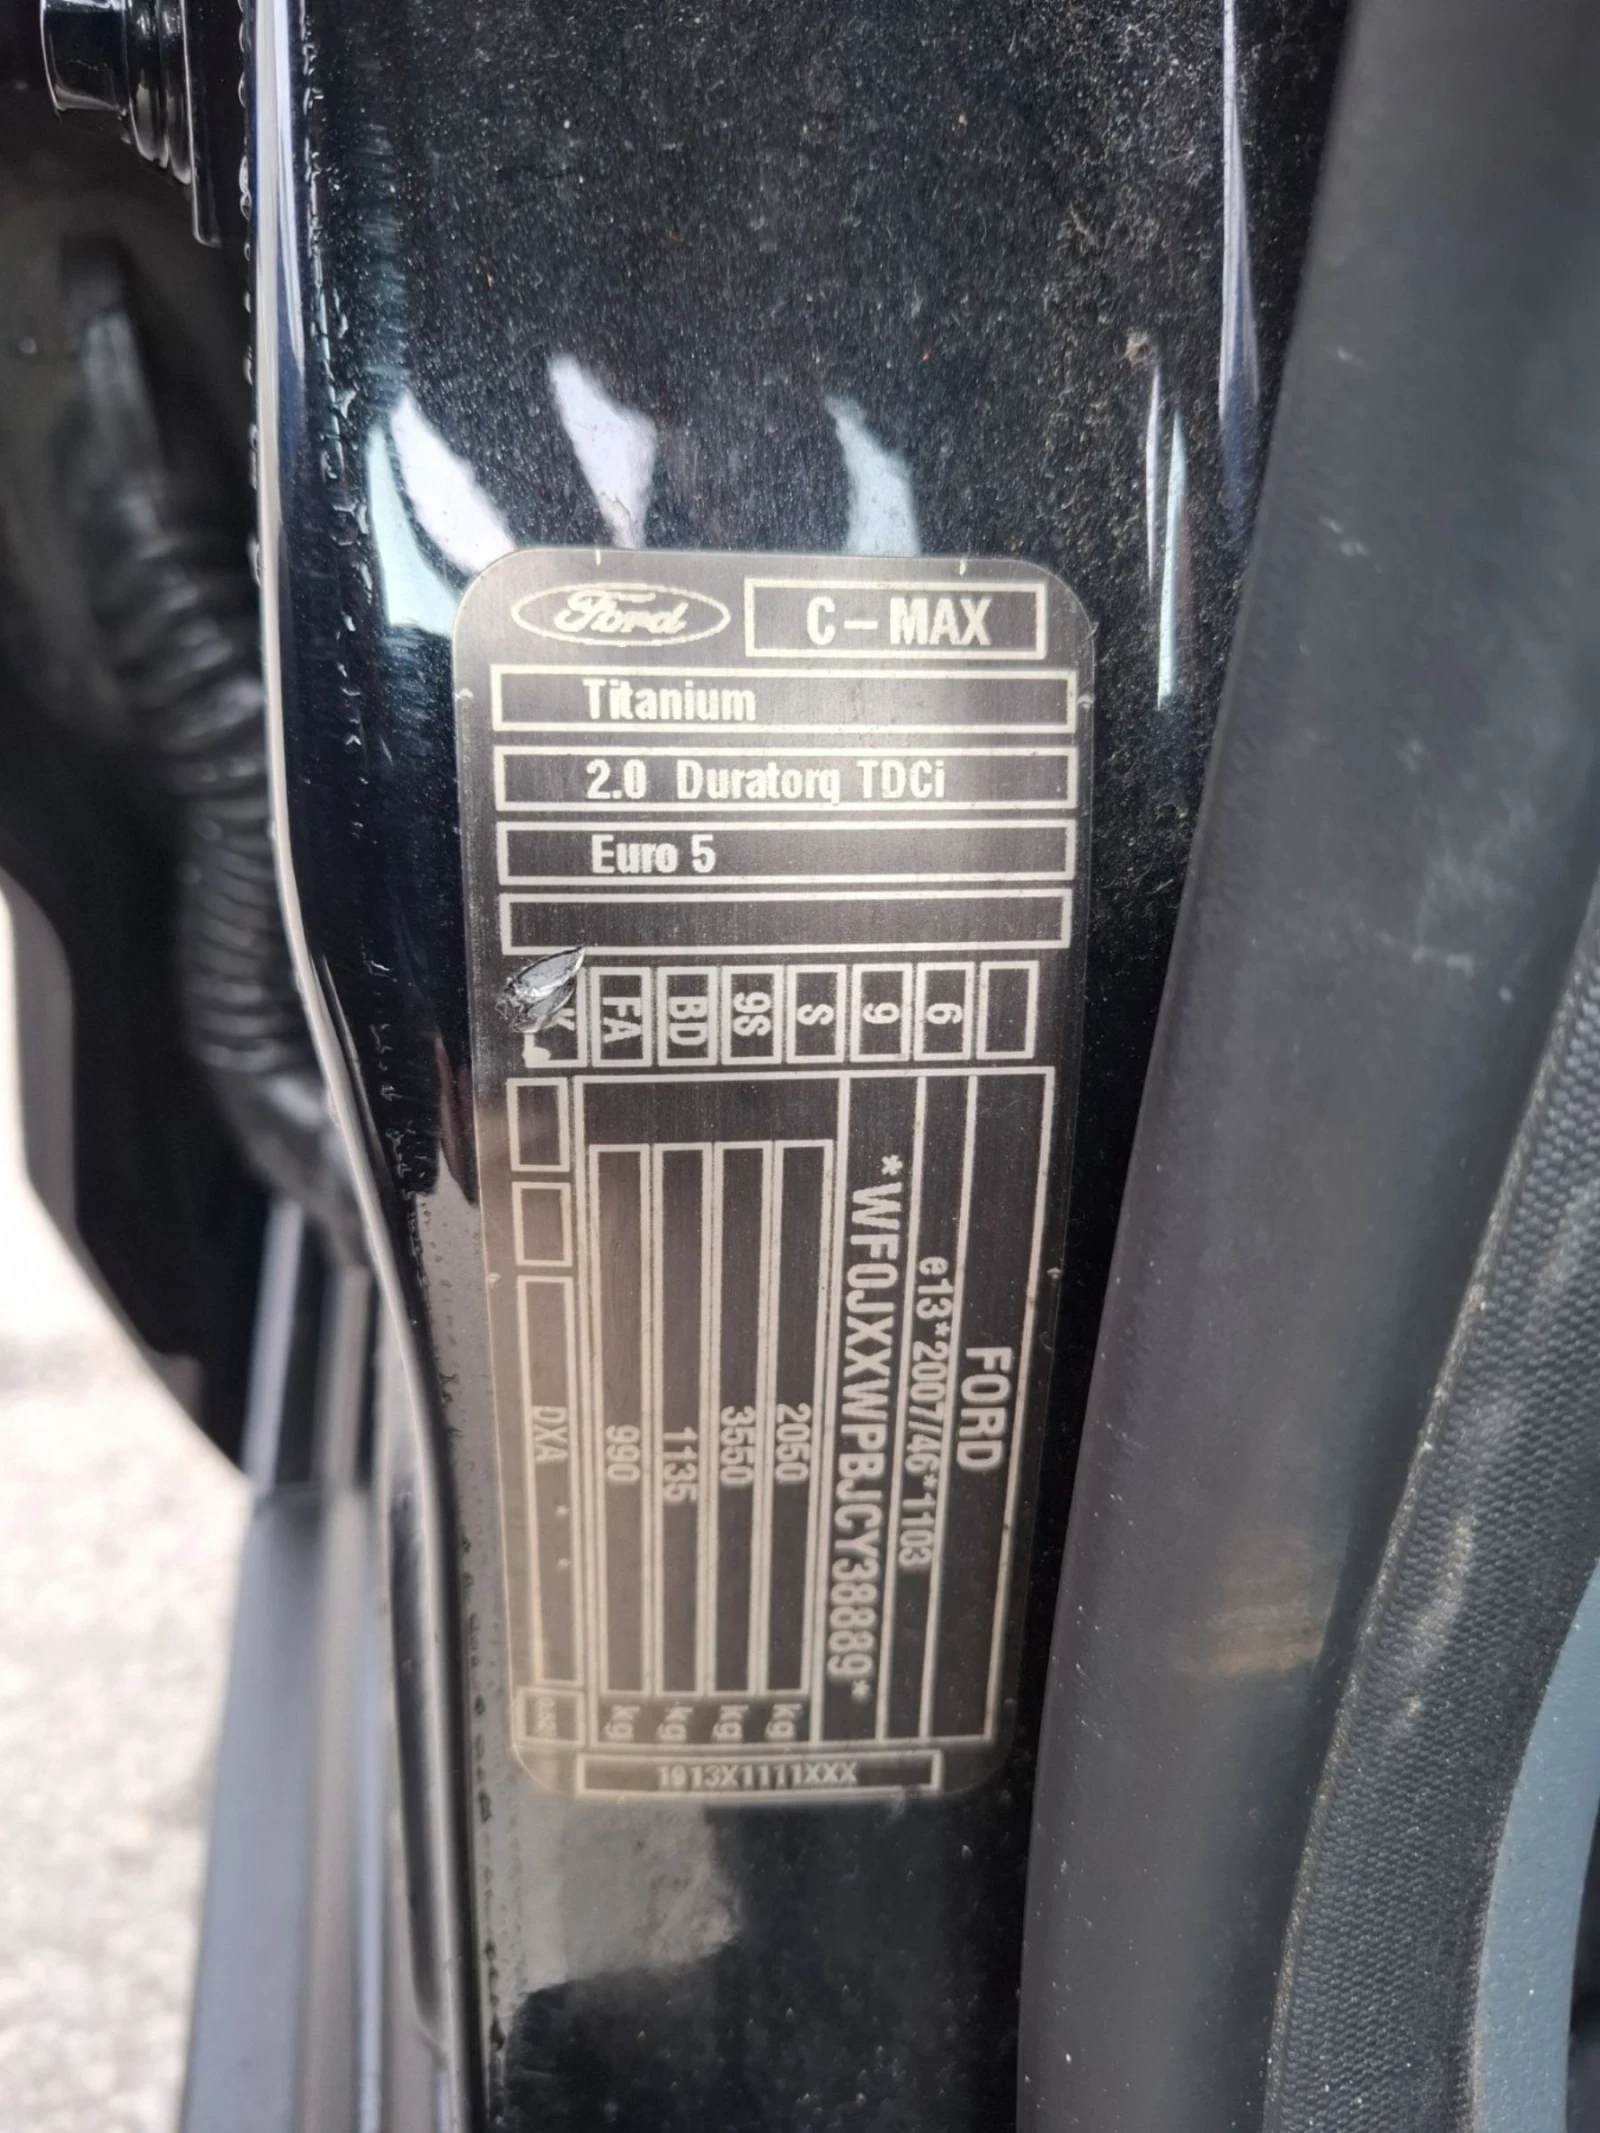 Ford
C-MAX
Titanium
2.0 Duratorq TDCi
Euro 5
K FA BD 9S S 9 6
FORD
e13*2007/46*1103
*WF0JXXWPBJCY38889*
2050 kg
3550 kg
1135 kg
990 kg
DXA * *
1913X1111XXX